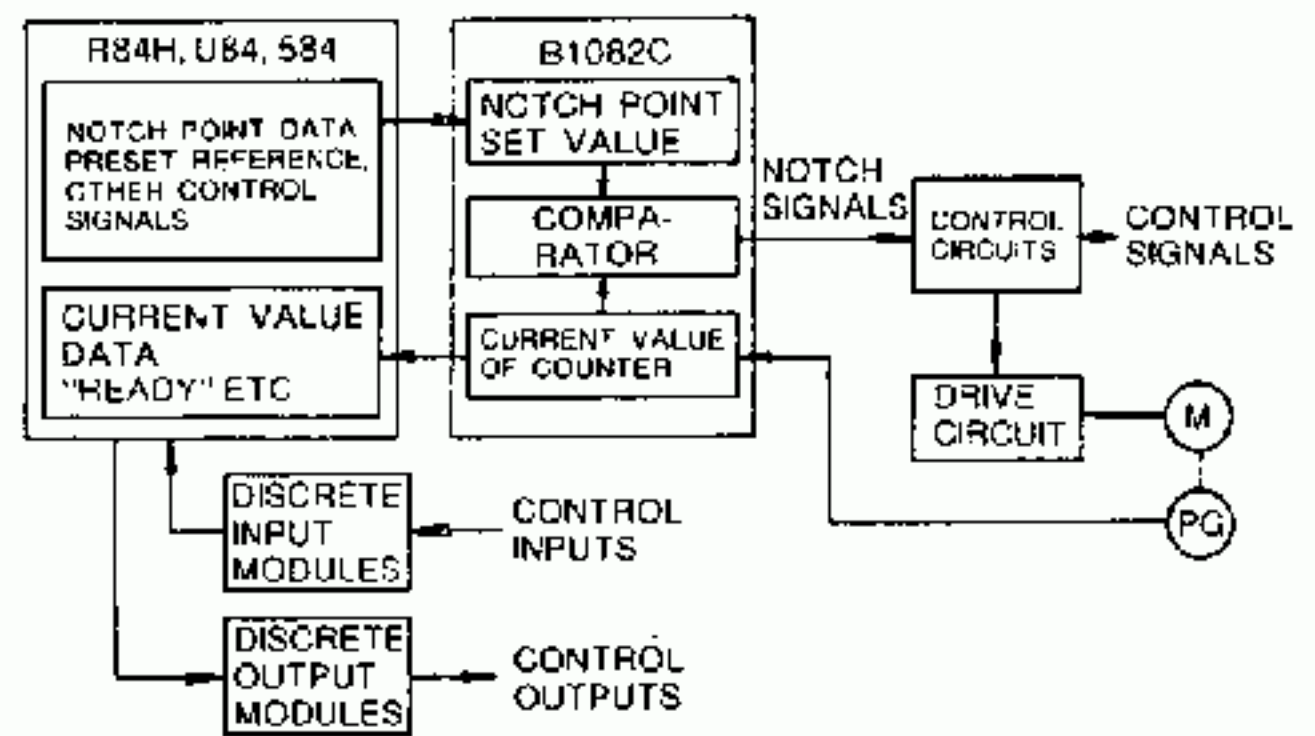 R84H, U84, 584
NOTCH POINT DATA
PRESET REFERENCE,
OTHER CONTROL
SIGNALS
CURRENT VALUE
DATA
"READY" ETC
B1082C
NOTCH POINT
SET VALUE
COMPA-
RATOR
CURRENT VALUE
OF COUNTER
NOTCH
SIGNALS
CONTROL
CIRCUITS
CONTROL
SIGNALS
DRIVE
CIRCUIT
M
PG
DISCRETE
INPUT
MODULES
CONTROL
INPUTS
DISCRETE
OUTPUT
MODULES
CONTROL
OUTPUTS